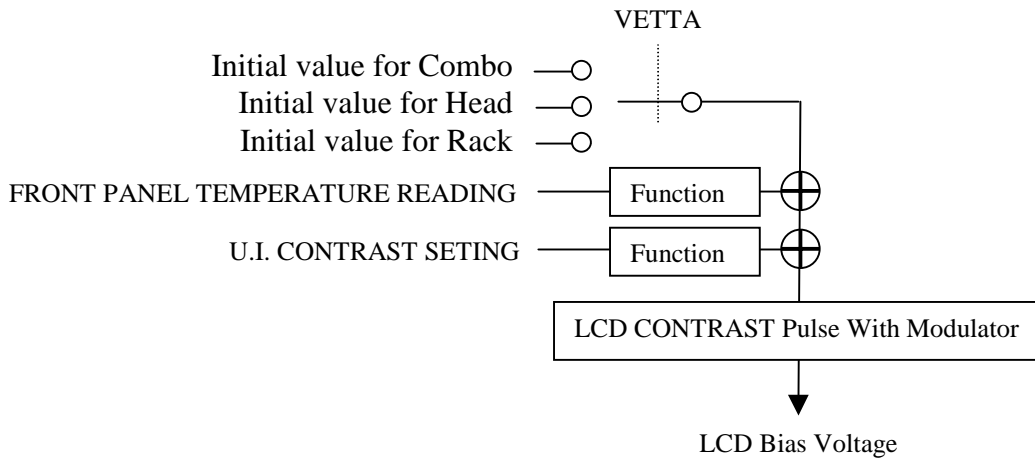 VETTA
Initial value for Combo
Initial value for Head
Initial value for Rack
FRONT PANEL TEMPERATURE READING
Function
U.I. CONTRAST SETING
Function
LCD CONTRAST Pulse With Modulator
LCD Bias Voltage